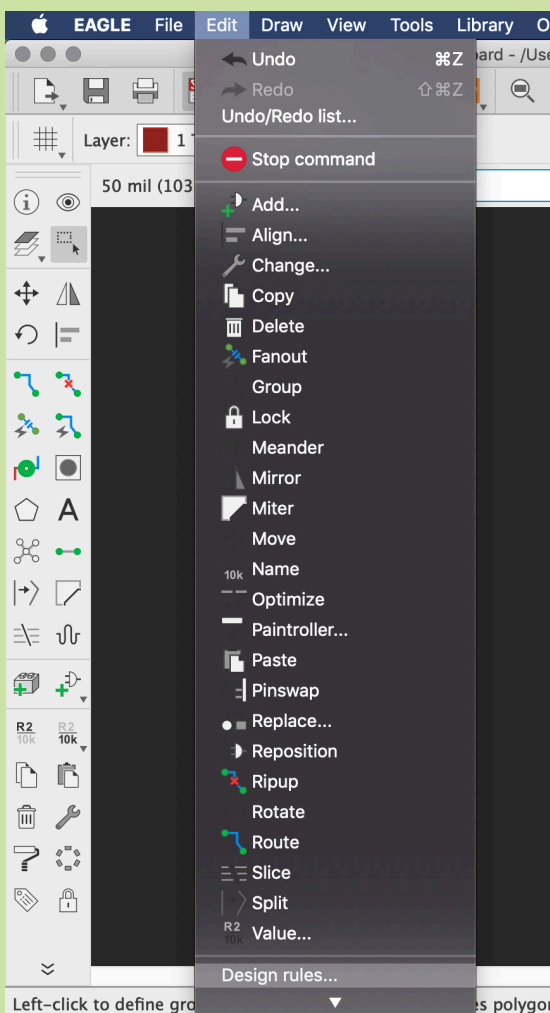 EAGLE File Edit Draw View Tools Library O
Undo ⌘Z
Redo ⇧⌘Z
Undo/Redo list...
ard - /Use
Layer: 1 T
Stop command
50 mil (103
Add...
Align...
Change...
Copy
Delete
Fanout
Group
Lock
Meander
Mirror
Miter
Move
10k Name
Optimize
Paintroller...
Paste
Pinswap
Replace...
Reposition
Ripup
Rotate
Route
Slice
Split
R2
10k Value...
Design rules...
A
R2 R2
10k 10k
Left-click to define gro
es polygon